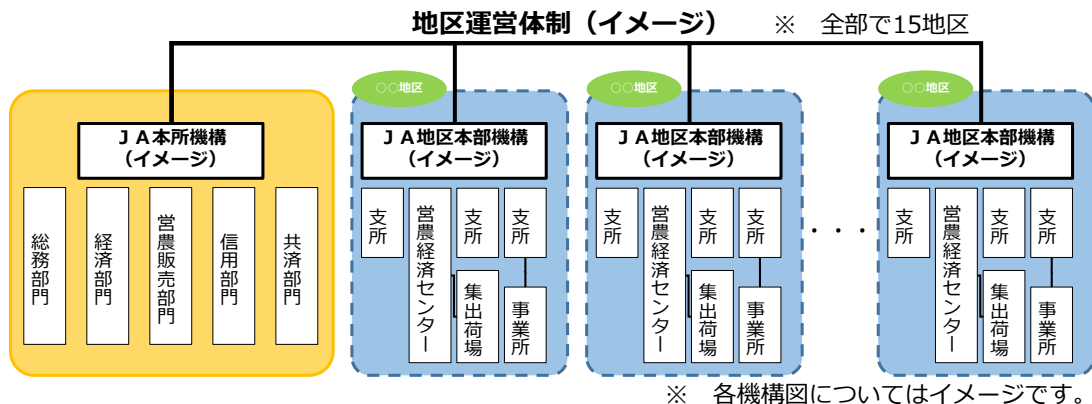 地区運営体制（イメージ）　※　全部で15地区
○○地区
○○地区
○○地区
ＪＡ本所機構
（イメージ）
総務部門
経済部門
営農販売部門
信用部門
共済部門
ＪＡ地区本部機構
（イメージ）
支所
営農経済センター
支所
支所
集出荷場
事業所
ＪＡ地区本部機構
（イメージ）
支所
営農経済センター
支所
支所
集出荷場
事業所
・・・
ＪＡ地区本部機構
（イメージ）
支所
営農経済センター
支所
支所
集出荷場
事業所
※　各機構図についてはイメージです。